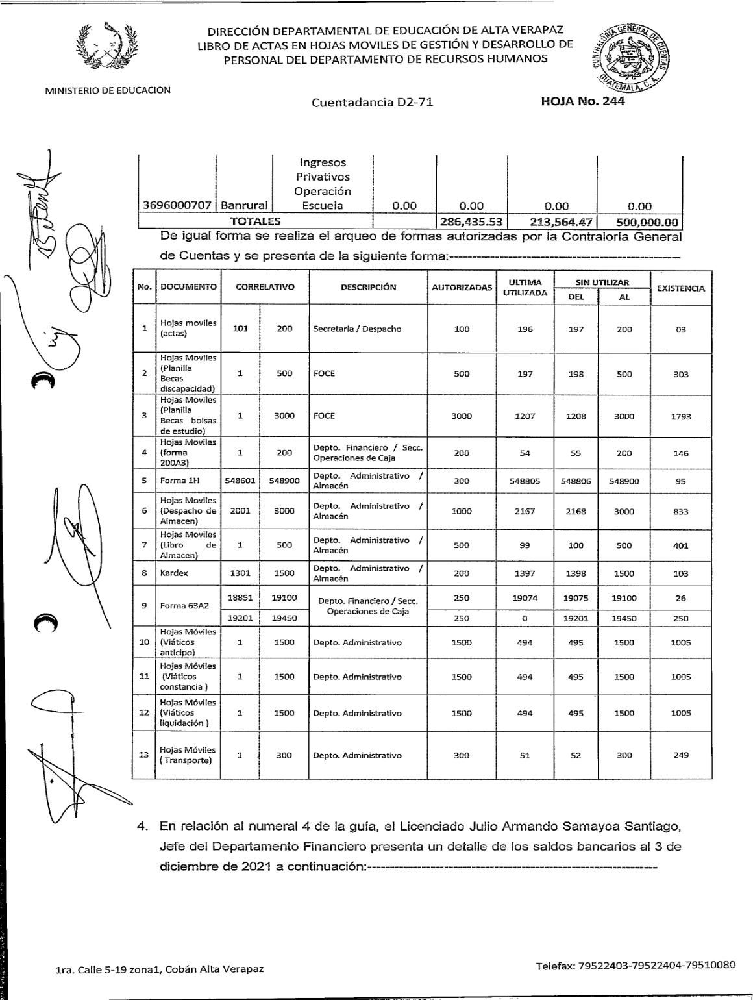 DIRECCIÓN DEPARTAMENTAL DE EDUCACIÓN DE ALTA VERAPAZ
LIBRO DE ACTAS EN HOJAS MOVILES DE GESTIÓN Y DESARROLLO DE
PERSONAL DEL DEPARTAMENTO DE RECURSOS HUMANOS
CONTRALORÍA GENERAL DE CUENTAS
GUATEMALA, C. A.
MINISTERIO DE EDUCACION
Cuentadancia D2-71
HOJA No. 244
Ingresos
Privativos
Operación
3696000707 Banrural Escuela 0.00 0.00 0.00 0.00
TOTALES 286,435.53 213,564.47 500,000.00
De igual forma se realiza el arqueo de formas autorizadas por la Contraloría General
de Cuentas y se presenta de la siguiente forma:---------------------------------------------------
No. DOCUMENTO CORRELATIVO DESCRIPCIÓN AUTORIZADAS ULTIMA UTILIZADA SIN UTILIZAR DEL AL EXISTENCIA
1 Hojas moviles (actas) 101 200 Secretaria / Despacho 100 196 197 200 03
2 Hojas Moviles (Planilla Becas discapacidad) 1 500 FOCE 500 197 198 500 303
3 Hojas Moviles (Planilla Becas bolsas de estudio) 1 3000 FOCE 3000 1207 1208 3000 1793
4 Hojas Moviles (forma 200A3) 1 200 Depto. Financiero / Secc. Operaciones de Caja 200 54 55 200 146
5 Forma 1H 548601 548900 Depto. Administrativo / Almacén 300 548805 548806 548900 95
6 Hojas Moviles (Despacho de Almacen) 2001 3000 Depto. Administrativo / Almacén 1000 2167 2168 3000 833
7 Hojas Moviles (Libro de Almacen) 1 500 Depto. Administrativo / Almacén 500 99 100 500 401
8 Kardex 1301 1500 Depto. Administrativo / Almacén 200 1397 1398 1500 103
9 Forma 63A2 18851 19100 Depto. Financiero / Secc. Operaciones de Caja 250 19074 19075 19100 26
19201 19450 250 0 19201 19450 250
10 Hojas Móviles (Viáticos anticipo) 1 1500 Depto. Administrativo 1500 494 495 1500 1005
11 Hojas Móviles (Viáticos constancia ) 1 1500 Depto. Administrativo 1500 494 495 1500 1005
12 Hojas Móviles (Viáticos liquidación ) 1 1500 Depto. Administrativo 1500 494 495 1500 1005
13 Hojas Móviles ( Transporte) 1 300 Depto. Administrativo 300 51 52 300 249
4. En relación al numeral 4 de la guía, el Licenciado Julio Armando Samayoa Santiago,
Jefe del Departamento Financiero presenta un detalle de los saldos bancarios al 3 de
diciembre de 2021 a continuación:----------------------------------------------------------------
1ra. Calle 5-19 zona1, Cobán Alta Verapaz
Telefax: 79522403-79522404-79510080